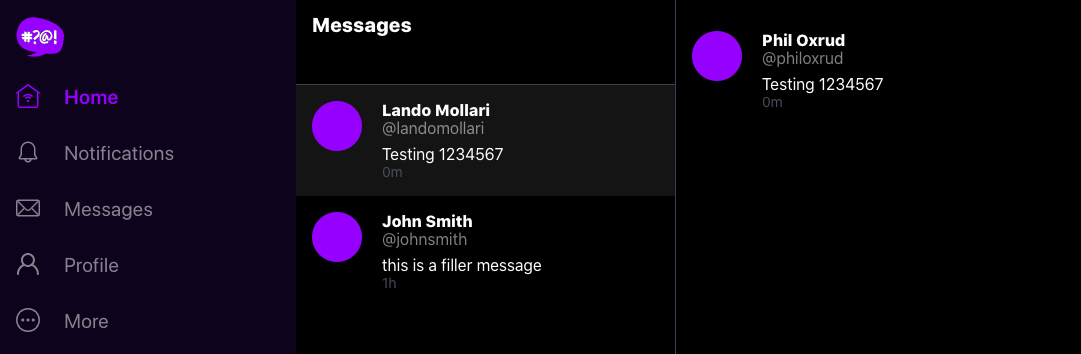 #?@!
Home
Notifications
Messages
Profile
More
Messages
Lando Mollari
@landomollari
Testing 1234567
0m
John Smith
@johnsmith
this is a filler message
1h
Phil Oxrud
@philoxrud
Testing 1234567
0m